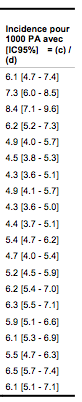 Incidence pour
1000 PA avec
[IC95%] = (c) /
(d)
6.1 [4.7 - 7.4]
7.3 [6.0 - 8.5]
8.4 [7.1 - 9.6]
6.2 [5.2 - 7.3]
4.9 [4.0 - 5.7]
4.5 [3.8 - 5.3]
4.3 [3.6 - 5.1]
4.9 [4.1 - 5.7]
4.3 [3.6 - 5.0]
4.4 [3.7 - 5.1]
5.4 [4.7 - 6.2]
4.7 [4.0 - 5.4]
5.2 [4.5 - 5.9]
6.2 [5.4 - 7.0]
6.3 [5.5 - 7.1]
5.9 [5.1 - 6.6]
6.1 [5.3 - 6.9]
5.5 [4.7 - 6.3]
6.5 [5.7 - 7.4]
6.1 [5.1 - 7.1]